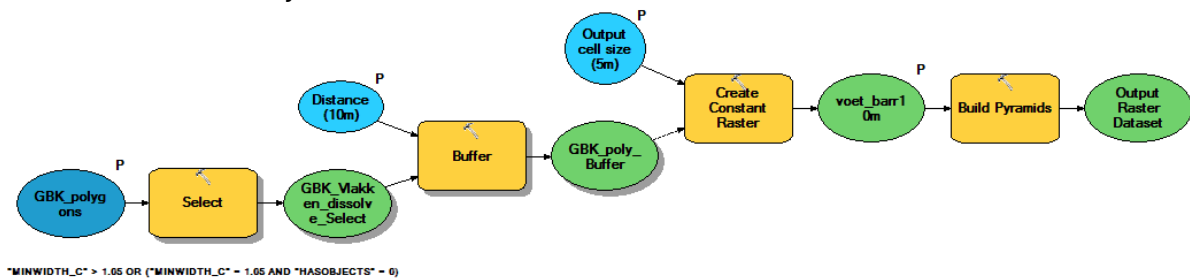 P
GBK_polyg
ons
Select
GBK_Vlakk
en_dissolv
e_Select
P
Distance
(10m)
Buffer
GBK_poly_
Buffer
P
Output
cell size
(5m)
Create
Constant
Raster
P
voet_barr1
0m
Build Pyramids
Output
Raster
Dataset
"MINWIDTH_C" > 1.05 OR ("MINWIDTH_C" = 1.05 AND "HASOBJECTS" = 0)